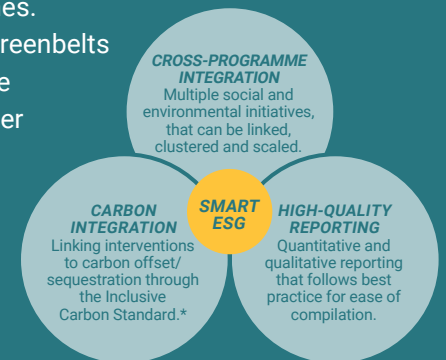 nes.
reenbelts
e
er
CROSS-PROGRAMME
INTEGRATION
Multiple social and
environmental initiatives,
that can be linked,
clustered and scaled.
SMART
ESG
CARBON
INTEGRATION
Linking interventions
to carbon offset/
sequestration through
the Inclusive
Carbon Standard.*
HIGH-QUALITY
REPORTING
Quantitative and
qualitative reporting
that follows best
practice for ease of
compilation.